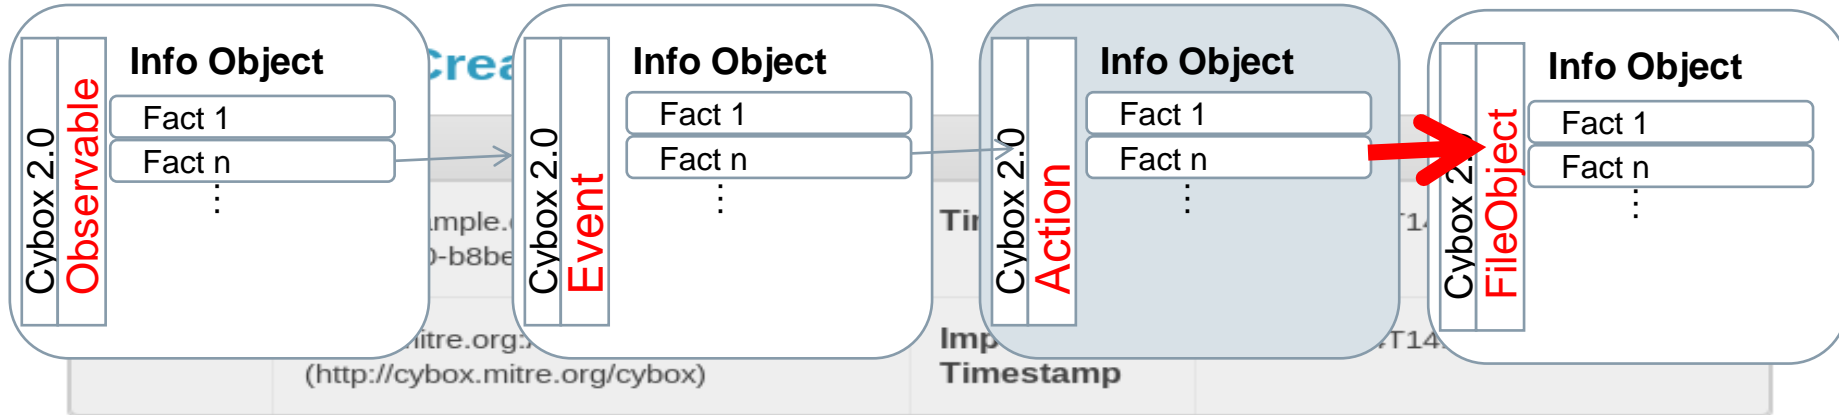 Info Object
Fact 1
Fact n
⋮
Cybox 2.0
Observable
Info Object
Fact 1
Fact n
⋮
Cybox 2.0
Event
Info Object
Fact 1
Fact n
⋮
Cybox 2.0
Action
Info Object
Fact 1
Fact n
⋮
Cybox 2.0
FileObject
(http://cybox.mitre.org/cybox)
Timestamp